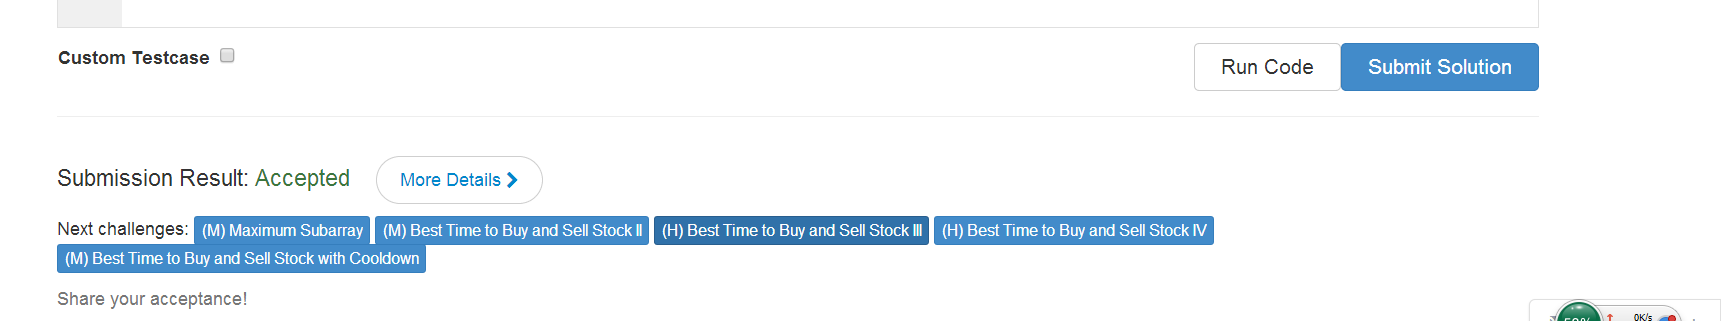 Custom Testcase
Run Code
Submit Solution
Submission Result: Accepted
More Details
Next challenges: (M) Maximum Subarray (M) Best Time to Buy and Sell Stock II (H) Best Time to Buy and Sell Stock III (H) Best Time to Buy and Sell Stock IV
(M) Best Time to Buy and Sell Stock with Cooldown
Share your acceptance!
0K/s